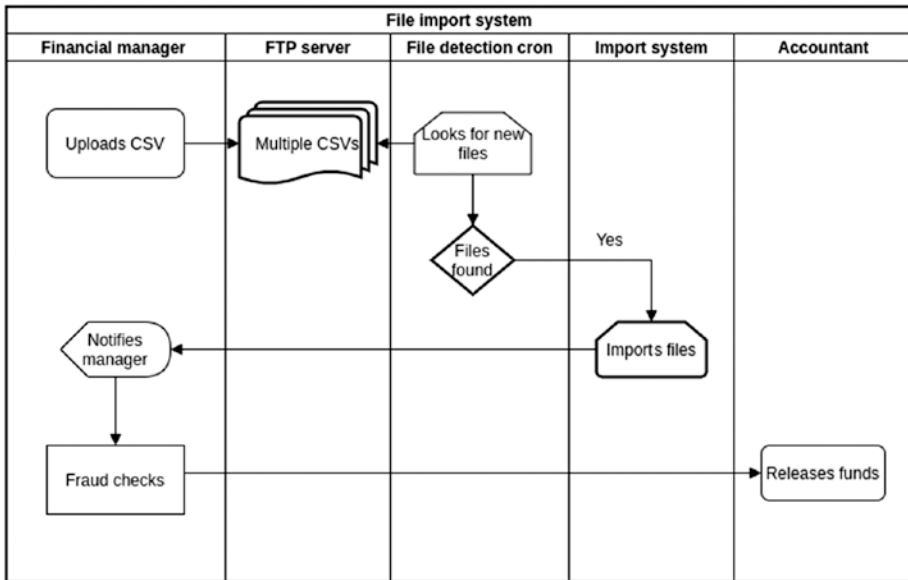 File import system
Financial manager
FTP server
File detection cron
Import system
Accountant
Uploads CSV
Multiple CSVs
Looks for new
files
Files
found
Yes
Notifies
manager
Imports files
Fraud checks
Releases funds